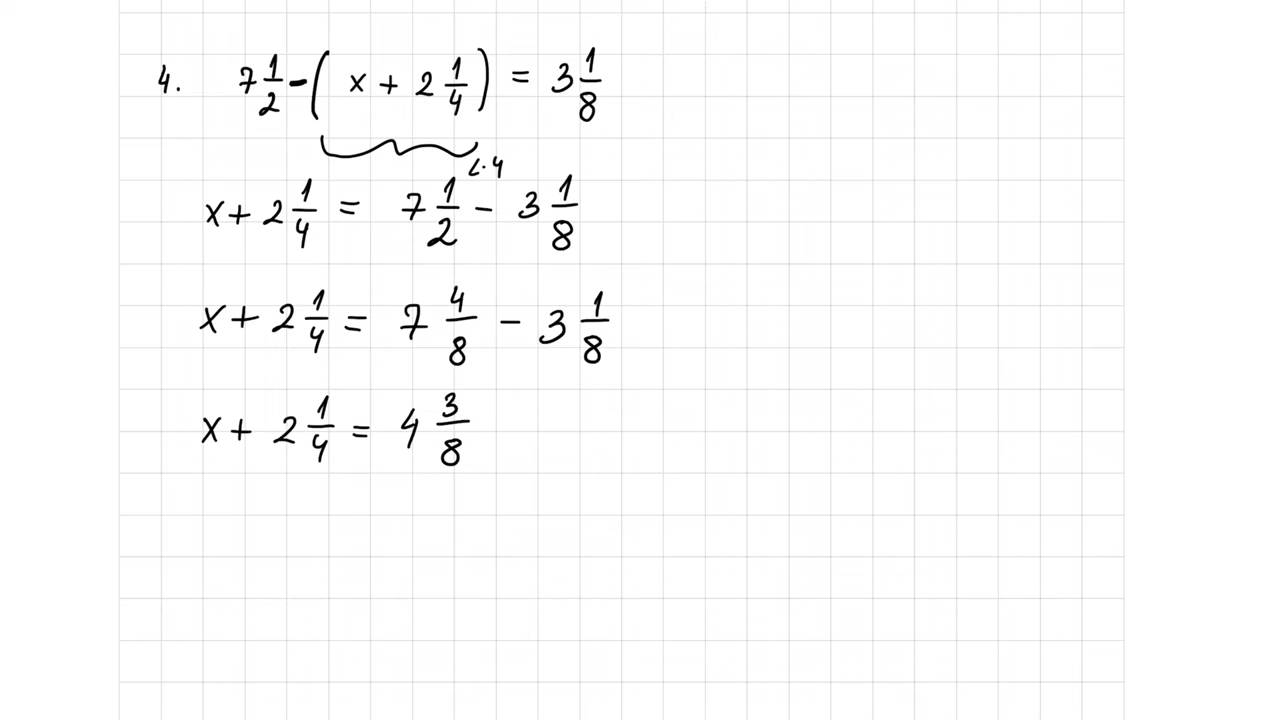 4. 7 1/2 - ( x + 2 1/4 ) = 3 1/8
x + 2 1/4 = 7 1/2 - 3 1/8
x + 2 1/4 = 7 4/8 - 3 1/8
x + 2 1/4 = 4 3/8